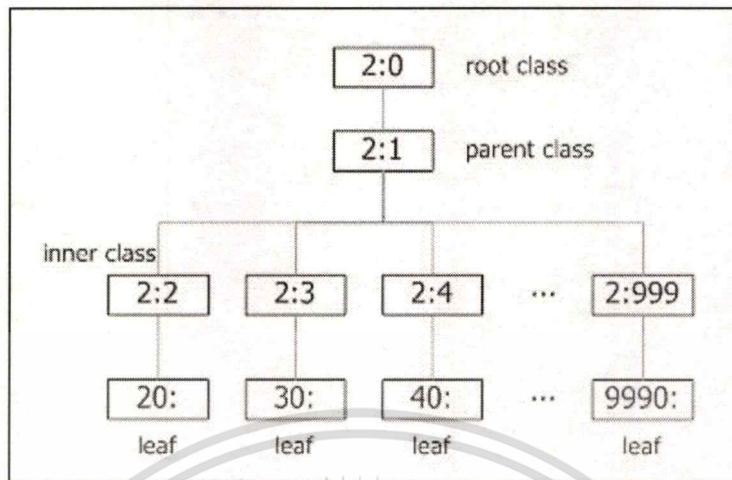 2:0 root class
2:1 parent class
inner class
2:2 2:3 2:4 ... 2:999
20: 30: 40: ... 9990:
leaf leaf leaf leaf